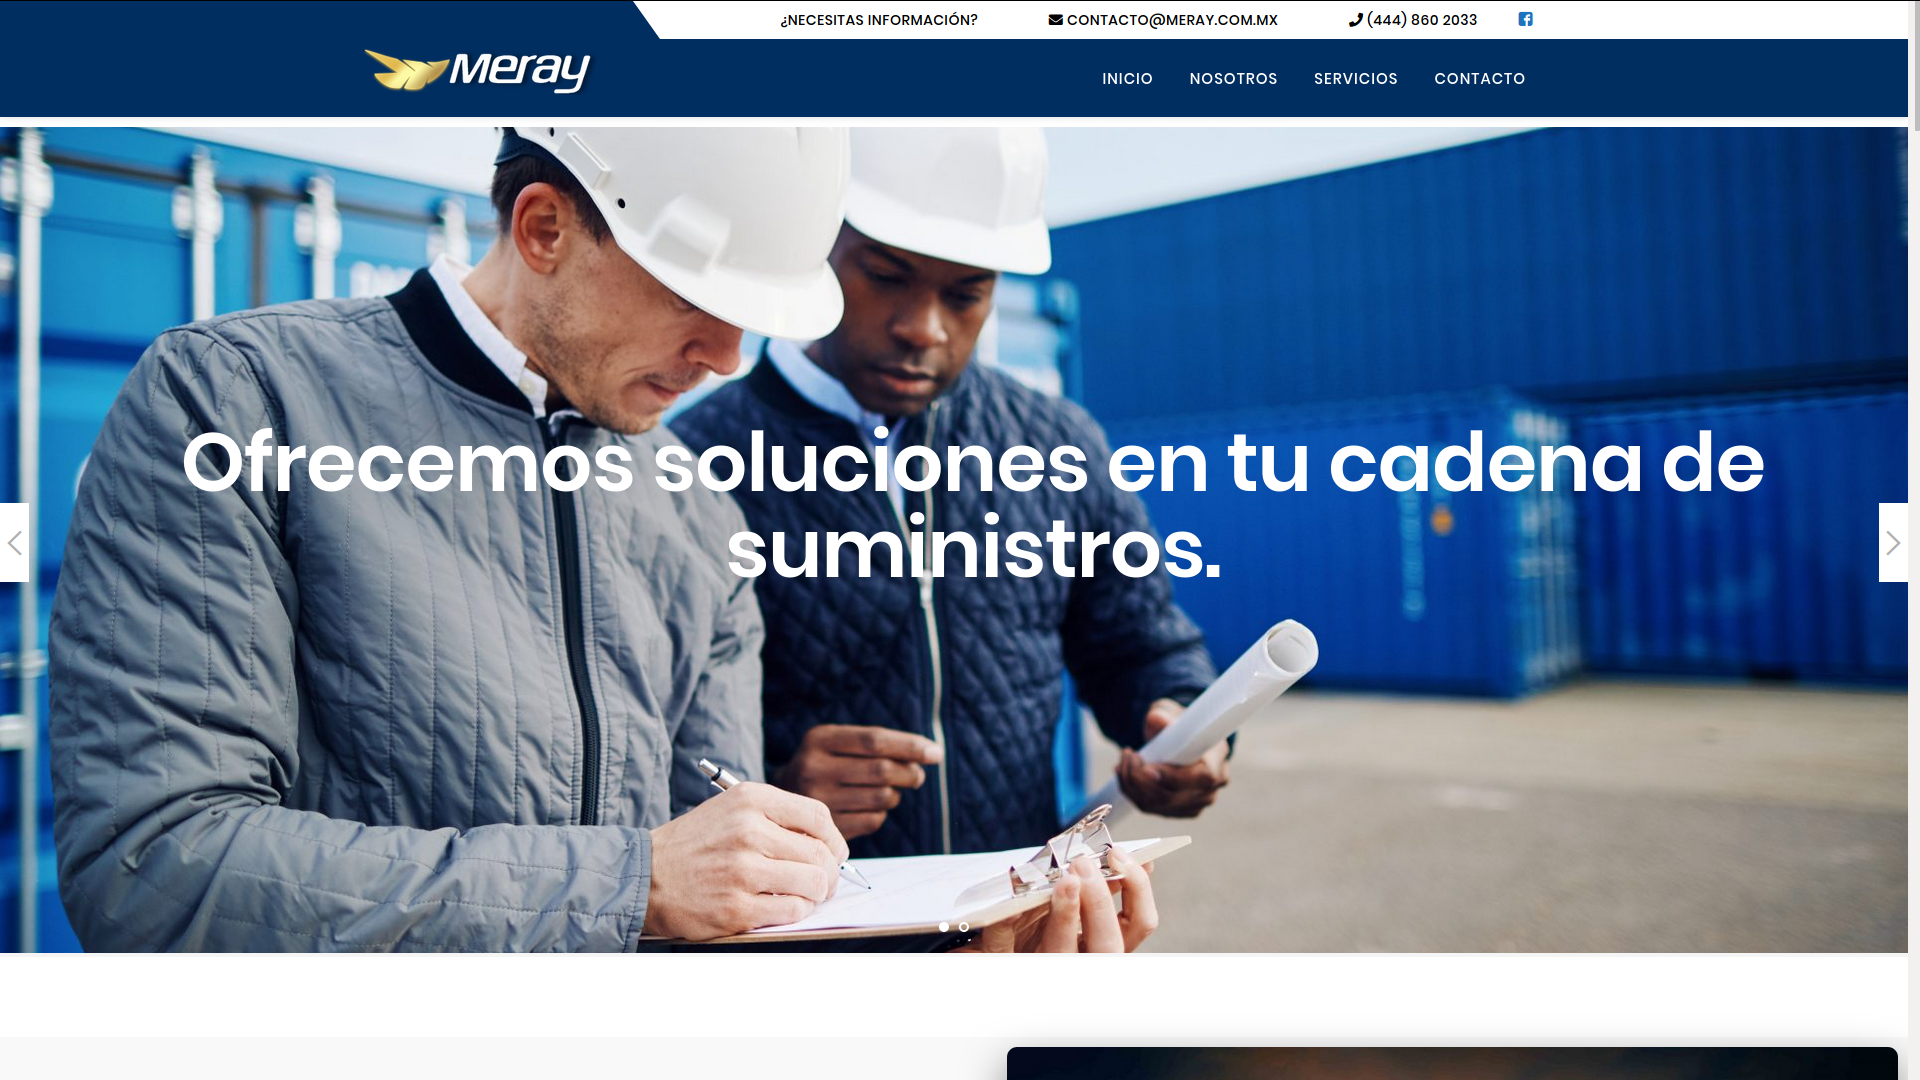 ¿NECESITAS INFORMACIÓN?
CONTACTO@MERAY.COM.MX
(444) 860 2033
Meray
INICIO
NOSOTROS
SERVICIOS
CONTACTO
Ofrecemos soluciones en tu cadena de
suministros.